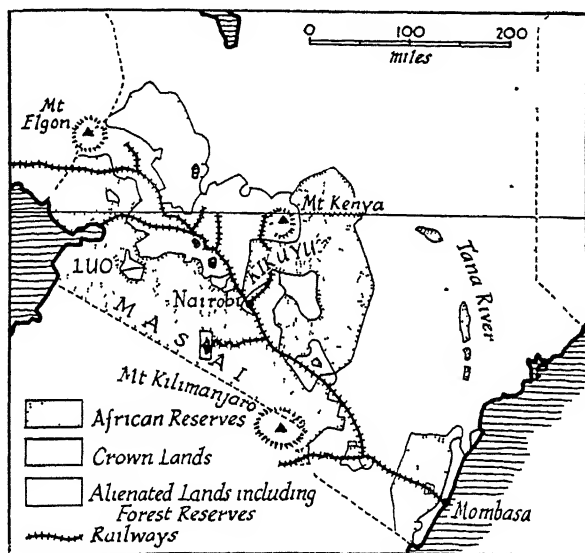 0 100 200
miles
Mt
Elgon
Mt Kenya
KIKUYU
LUO
Tana River
Nairobi
MASAI
Mt Kilimanjaro
African Reserves
Crown Lands
Alienated Lands including
Forest Reserves
Railways
Mombasa